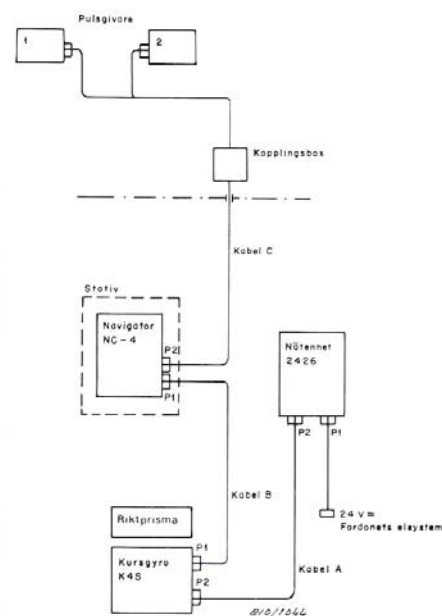 Pulsgivare
1
2
Kopplingsbox
Kabel C
Stativ
Navigator
NC-4
P2
P1
Nätenhet
2426
P2
P1
Kabel B
24 V=
Fordonets elsystem
Riktprisma
Kursgyro
K4S
P1
P2
Kabel A
810/1044